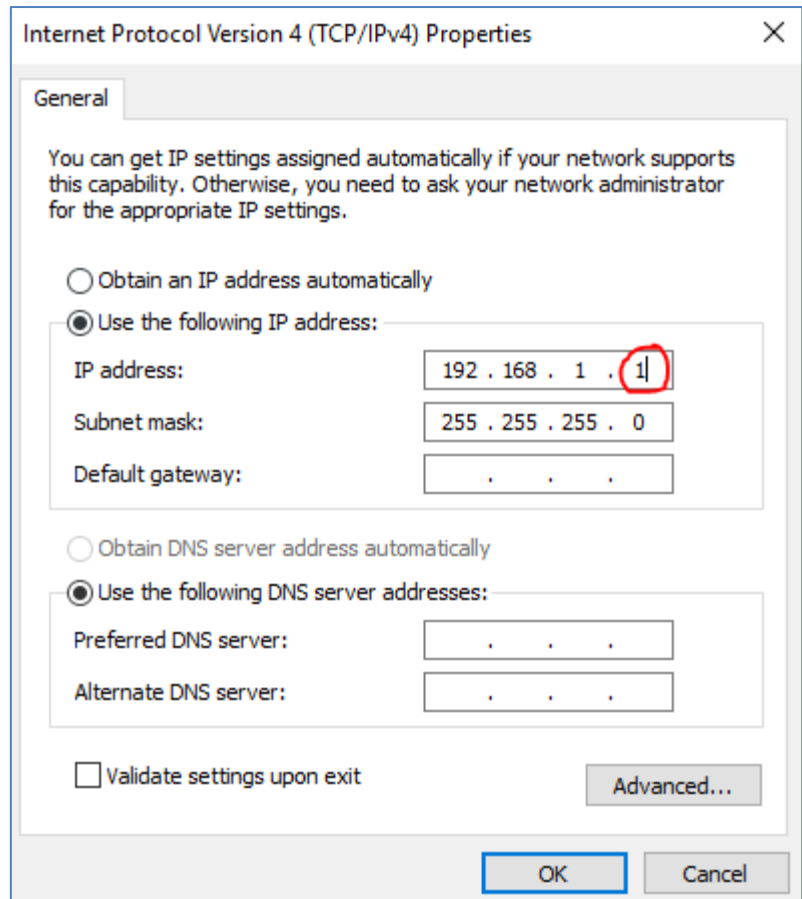 Internet Protocol Version 4 (TCP/IPv4) Properties
General
You can get IP settings assigned automatically if your network supports
this capability. Otherwise, you need to ask your network administrator
for the appropriate IP settings.
Obtain an IP address automatically
Use the following IP address:
IP address: 192 . 168 . 1 . 1
Subnet mask: 255 . 255 . 255 . 0
Default gateway: . . .
Obtain DNS server address automatically
Use the following DNS server addresses:
Preferred DNS server: . . .
Alternate DNS server: . . .
Validate settings upon exit
Advanced...
OK Cancel